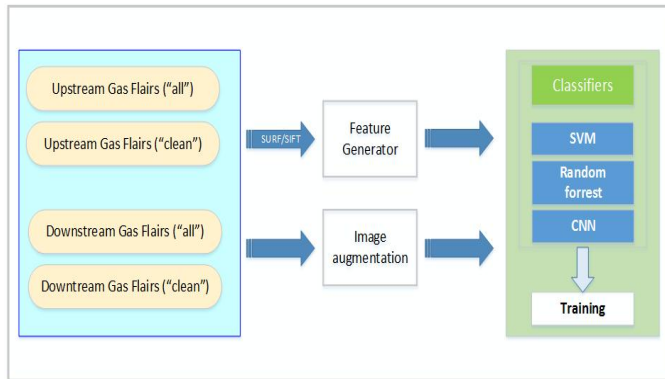 Upstream Gas Flairs (“all”)
Upstream Gas Flairs (“clean”)
Downstream Gas Flairs (“all”)
Downtream Gas Flairs (“clean”)
SURF/SIFT
Feature
Generator
Image
augmentation
Classifiers
SVM
Random
forrest
CNN
Training